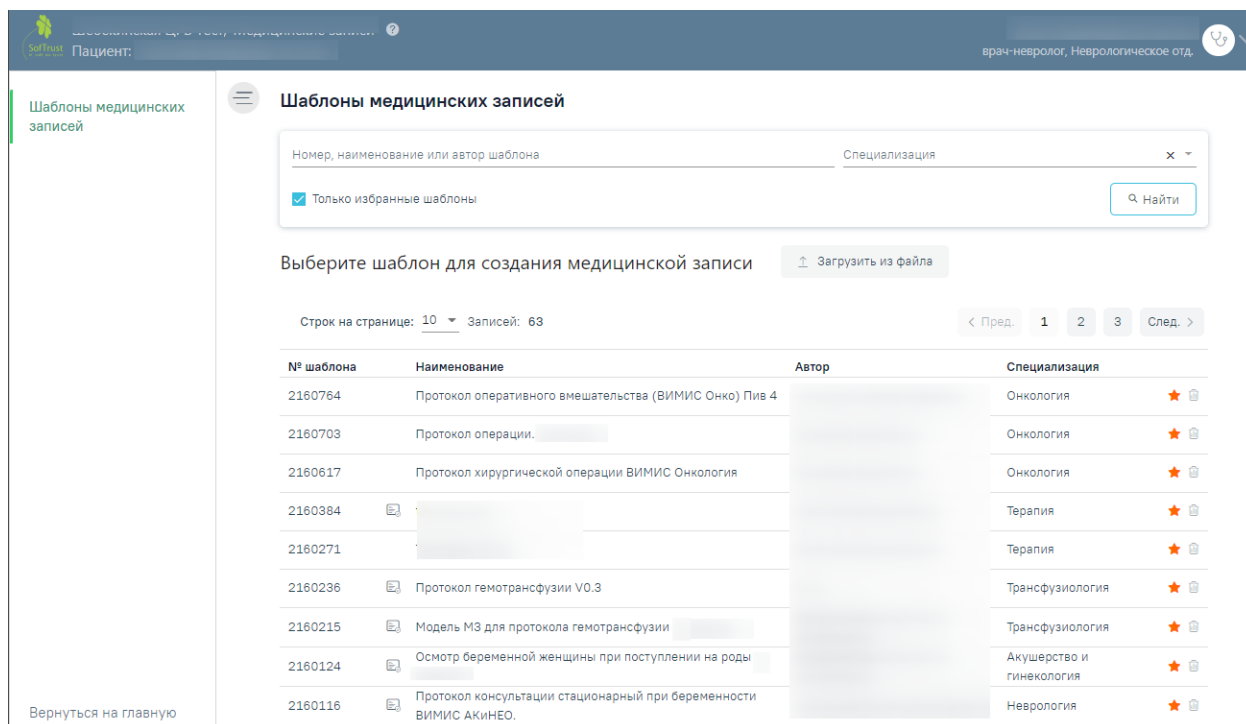 SofTrust
Пациент:
врач-невролог, Неврологическое отд.
Шаблоны медицинских
записей
Вернуться на главную
Шаблоны медицинских записей
Номер, наименование или автор шаблона Специализация
Только избранные шаблоны Найти
Выберите шаблон для создания медицинской записи Загрузить из файла
Строк на странице: 10 Записей: 63 < Пред. 1 2 3 След. >
№ шаблона Наименование Автор Специализация
2160764 Протокол оперативного вмешательства (ВИМИС Онко) Пив 4 Онкология
2160703 Протокол операции. Онкология
2160617 Протокол хирургической операции ВИМИС Онкология Онкология
2160384 Терапия
2160271 Терапия
2160236 Протокол гемотрансфузии V0.3 Трансфузиология
2160215 Модель МЗ для протокола гемотрансфузии Трансфузиология
2160124 Осмотр беременной женщины при поступлении на роды Акушерство и
гинекология
2160116 Протокол консультации стационарный при беременности Неврология
ВИМИС АКиНЕО.